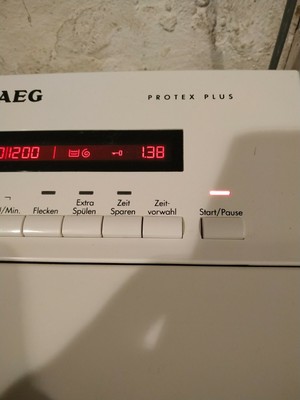 AEG
PROTEX PLUS
1200
1.38
/Min.
Flecken
Extra
Spülen
Zeit
Sparen
Zeit-
vorwahl
Start/Pause